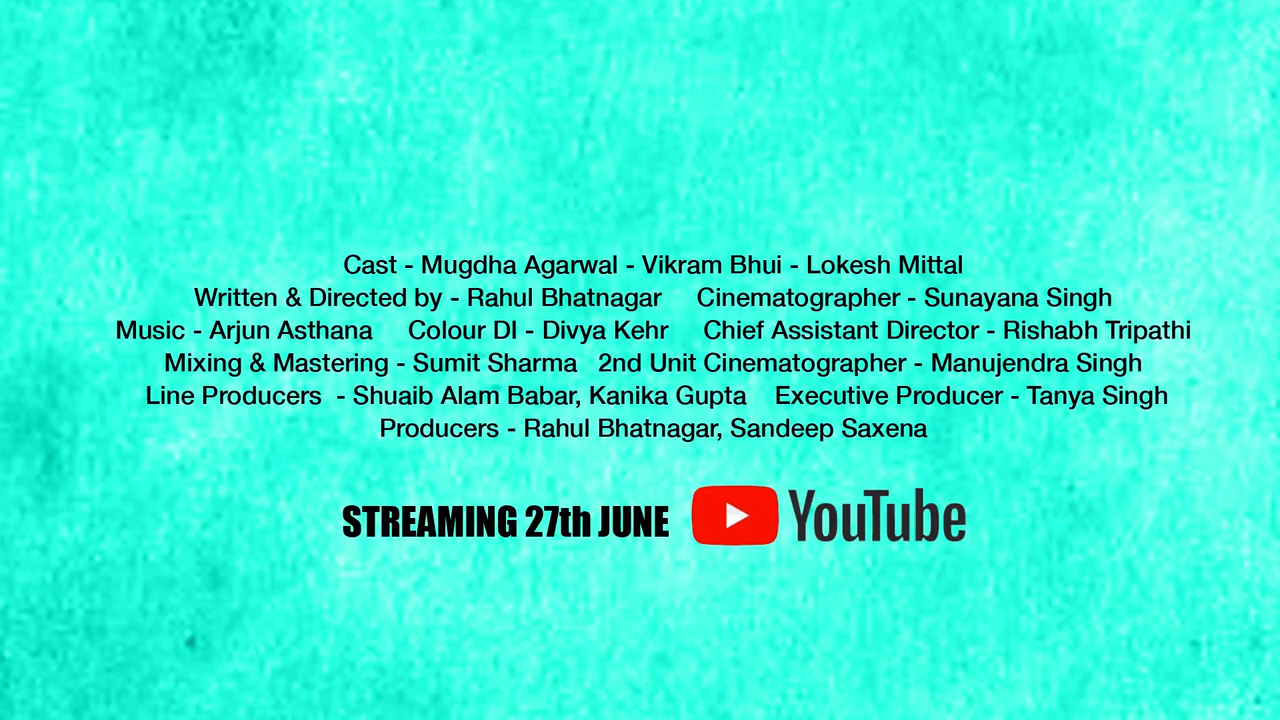 Cast - Mugdha Agarwal - Vikram Bhui - Lokesh Mittal
Written & Directed by - Rahul Bhatnagar     Cinematographer - Sunayana Singh
Music - Arjun Asthana     Colour DI - Divya Kehr     Chief Assistant Director - Rishabh Tripathi
Mixing & Mastering - Sumit Sharma   2nd Unit Cinematographer - Manujendra Singh
Line Producers  - Shuaib Alam Babar, Kanika Gupta    Executive Producer - Tanya Singh
Producers - Rahul Bhatnagar, Sandeep Saxena
STREAMING 27th JUNE YouTube